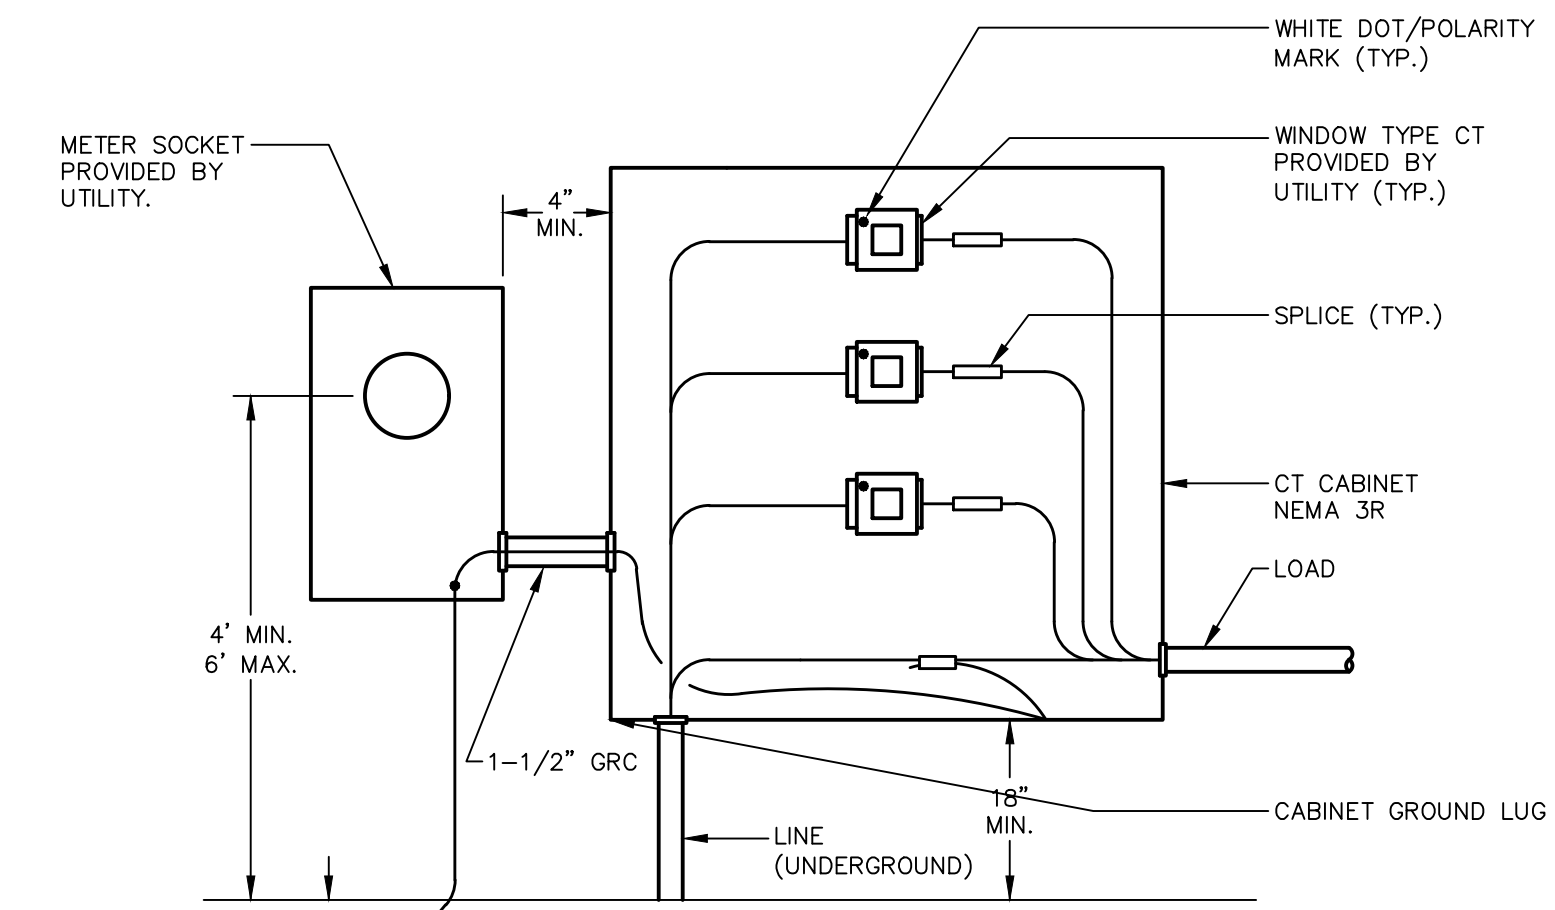 WHITE DOT/POLARITY
MARK (TYP.)
METER SOCKET
PROVIDED BY
UTILITY.
WINDOW TYPE CT
PROVIDED BY
UTILITY (TYP.)
4"
MIN.
SPLICE (TYP.)
CT CABINET
NEMA 3R
LOAD
4' MIN.
6' MAX.
1-1/2" GRC
18"
MIN.
CABINET GROUND LUG
LINE
(UNDERGROUND)